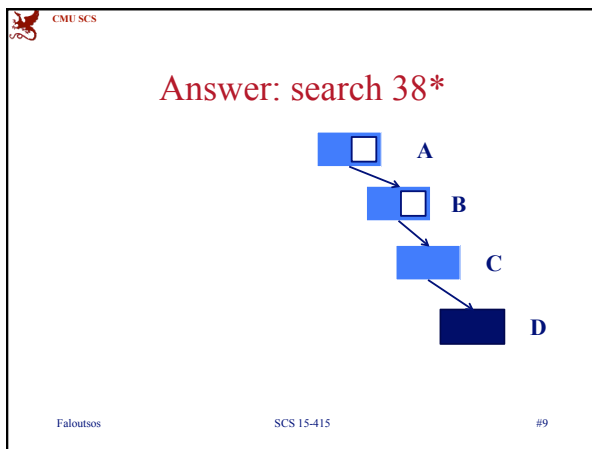 CMU SCS
Answer: search 38*
A
B
C
D
Faloutsos SCS 15-415 #9